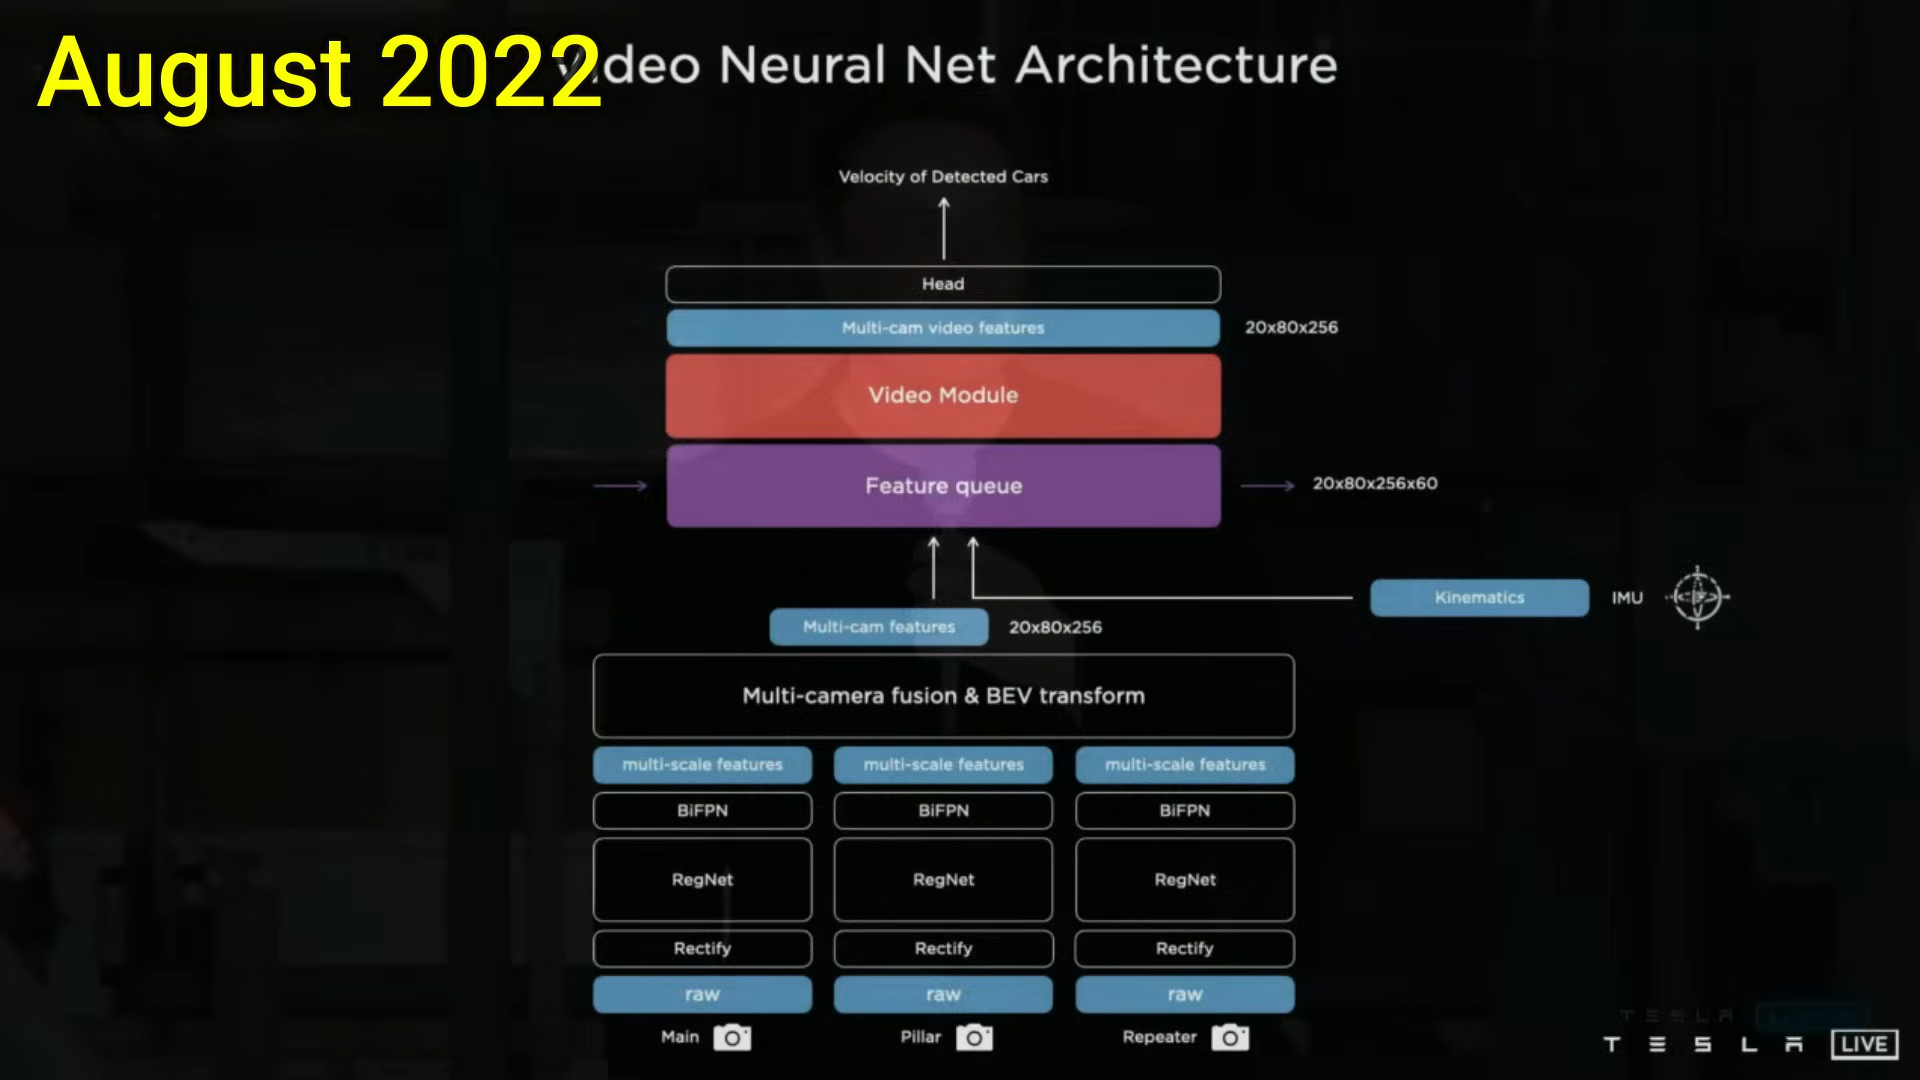 August 2022
Video Neural Net Architecture
Velocity of Detected Cars
Head
Multi-cam video features 20x80x256
Video Module
Feature queue 20x80x256x60
Kinematics IMU
Multi-cam features 20x80x256
Multi-camera fusion & BEV transform
multi-scale features multi-scale features multi-scale features
BiFPN BiFPN BiFPN
RegNet RegNet RegNet
Rectify Rectify Rectify
raw raw raw
Main Pillar Repeater
TESLA
TESLA LIVE